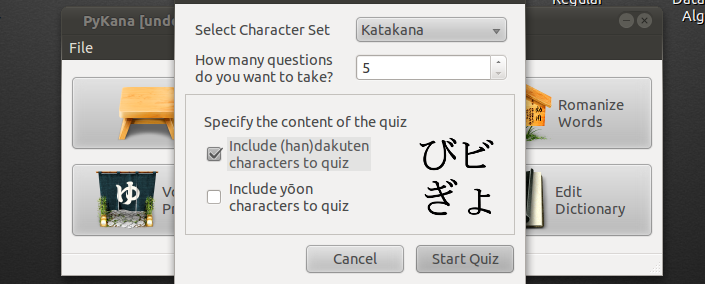 Regular
Data
Alg
PyKana [unde
File
Select Character Set
Katakana
How many questions
do you want to take?
5
Specify the content of the quiz
Include (han)dakuten
characters to quiz
Include yōon
characters to quiz
びビ
ぎょ
Cancel
Start Quiz
ゆ
Vo
Pr
Romanize
Words
Edit
Dictionary